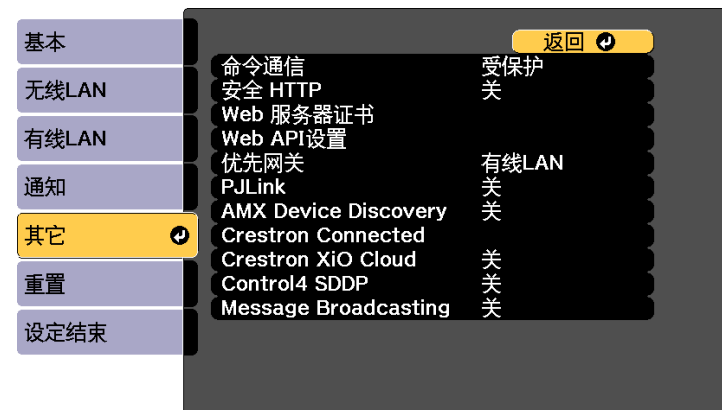 基本
无线LAN
有线LAN
通知
其它
重置
设定结束
返回
命令通信 受保护
安全 HTTP 关
Web 服务器证书
Web API设置
优先网关 有线LAN
PJLink 关
AMX Device Discovery 关
Crestron Connected
Crestron XiO Cloud 关
Control4 SDDP 关
Message Broadcasting 关